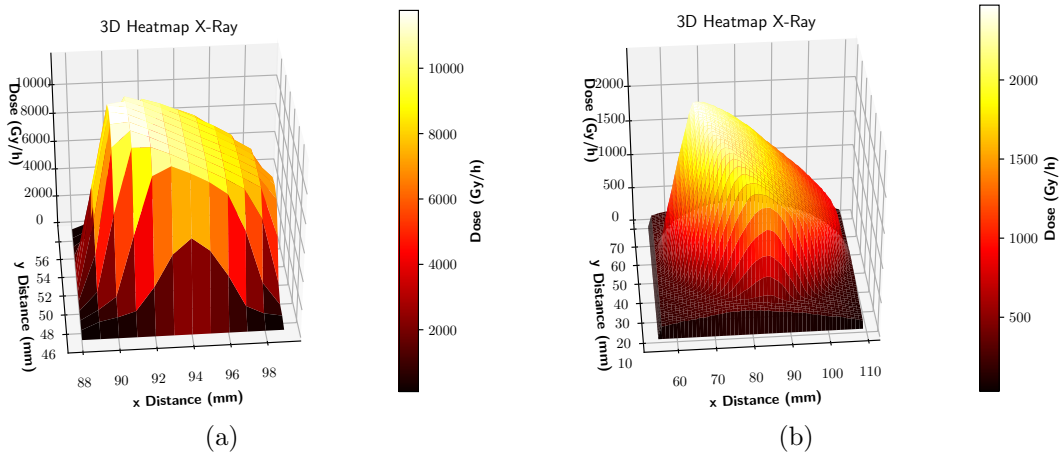 3D Heatmap X-Ray
Dose (Gy/h)
10000
8000
6000
4000
2000
0
56
54
52
50
48
46
y Distance (mm)
88 90 92 94 96 98
x Distance (mm)
10000
8000
6000
4000
2000
Dose (Gy/h)
(a)
3D Heatmap X-Ray
Dose (Gy/h)
2000
1500
1000
500
0
70
60
50
40
30
20
10
y Distance (mm)
60 70 80 90 100 110
x Distance (mm)
2000
1500
1000
500
Dose (Gy/h)
(b)